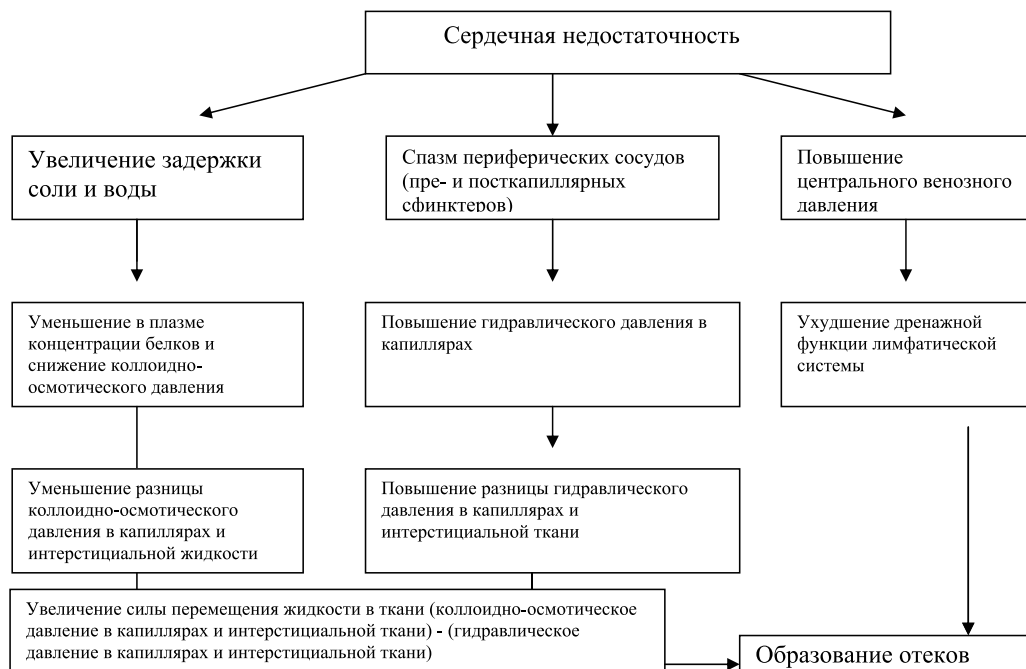 Сердечная недостаточность
Увеличение задержки
соли и воды
Спазм периферических сосудов
(пре- и посткапиллярных
сфинктеров)
Повышение
центрального венозного
давления
Уменьшение в плазме
концентрации белков и
снижение коллоидно-
осмотического давления
Повышение гидравлического давления в
капиллярах
Ухудшение дренажной
функции лимфатической
системы
Уменьшение разницы
коллоидно-осмотического
давления в капиллярах и
интерстициальной жидкости
Повышение разницы гидравлического
давления в капиллярах и
интерстициальной ткани
Увеличение силы перемещения жидкости в ткани (коллоидно-осмотическое
давление в капиллярах и интерстициальной ткани) - (гидравлическое
давление в капиллярах и интерстициальной ткани)
Образование отеков